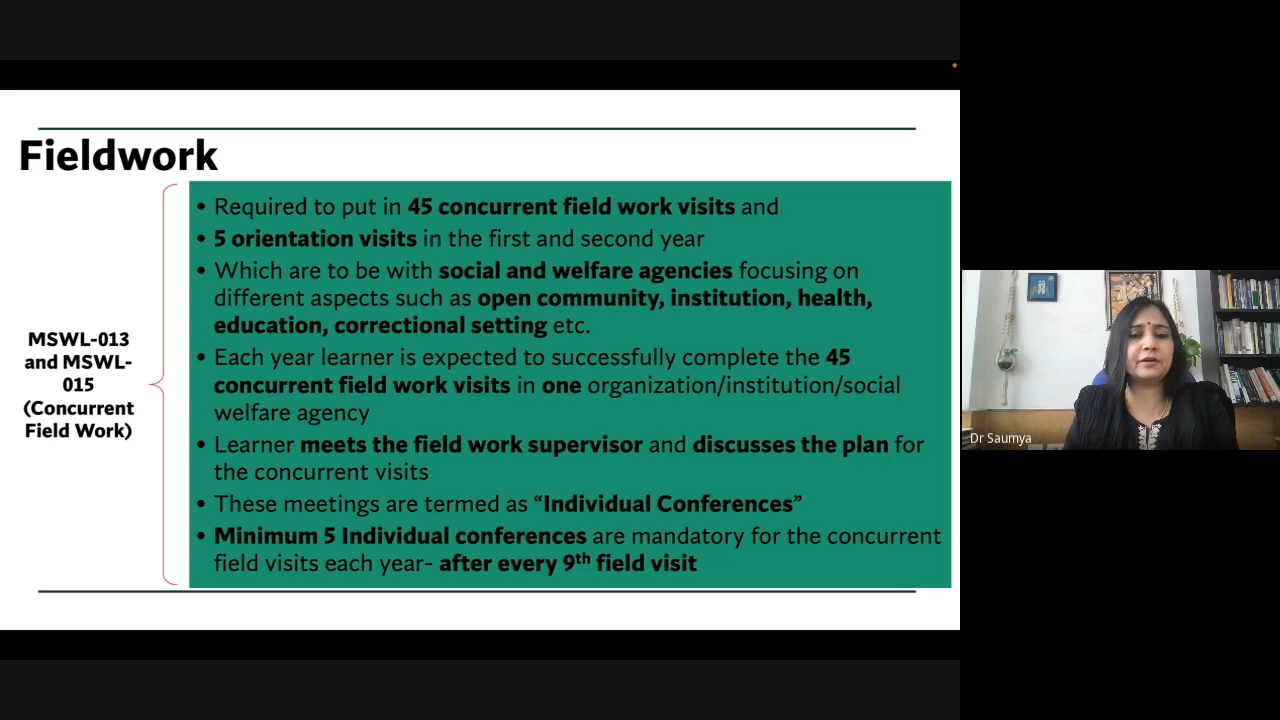 Fieldwork
MSWL-013
and MSWL-
015
(Concurrent
Field Work)
• Required to put in 45 concurrent field work visits and
• 5 orientation visits in the first and second year
• Which are to be with social and welfare agencies focusing on
different aspects such as open community, institution, health,
education, correctional setting etc.
• Each year learner is expected to successfully complete the 45
concurrent field work visits in one organization/institution/social
welfare agency
• Learner meets the field work supervisor and discusses the plan for
the concurrent visits
• These meetings are termed as “Individual Conferences”
• Minimum 5 Individual conferences are mandatory for the concurrent
field visits each year- after every 9th field visit
Dr Saumya